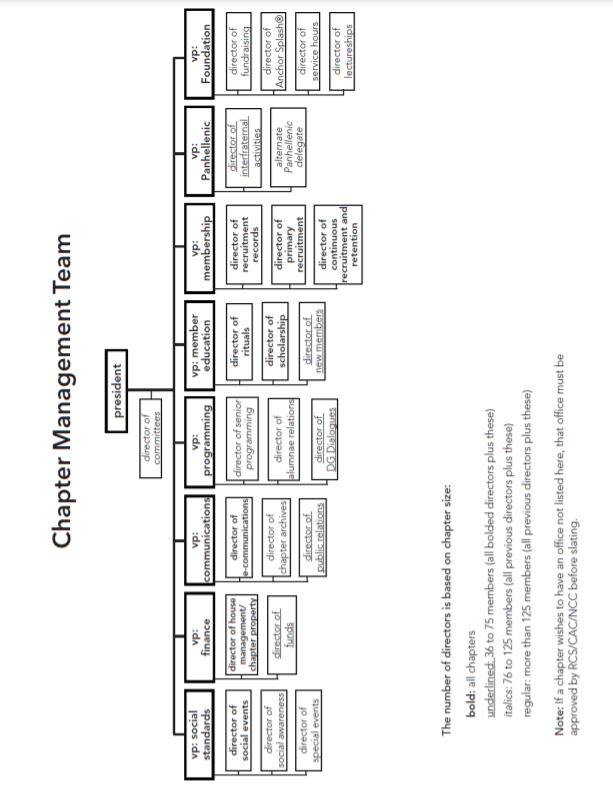 Chapter Management Team
president
director of
committees
vp: social
standards
director of
social events
director of
social awareness
director of
special events
vp:
finance
director of house
management/
chapter property
director of
funds
vp:
communications
director of
e-communications
director of
chapter archives
director of
public relations
vp:
programming
director of senior
programming
director of
alumnae relations
director of
DG Dialogues
vp: member
education
director of
rituals
director of
scholarship
director of
new members
vp:
membership
director of
recruitment
records
director of
primary
recruitment
director of
continuous
recruitment and
retention
vp:
Panhellenic
director of
interfraternal
activities
alternate
Panhellenic
delegate
vp:
Foundation
director of
fundraising
director of
Anchor Splash®
director of
service hours
director of
lectureships
The number of directors is based on chapter size:
bold: all chapters
underlined: 36 to 75 members (all bolded directors plus these)
italics: 76 to 125 members (all previous directors plus these)
regular: more than 125 members (all previous directors plus these)
Note: If a chapter wishes to have an office not listed here, that office must be
approved by RCS/CAC/NCC before slating.